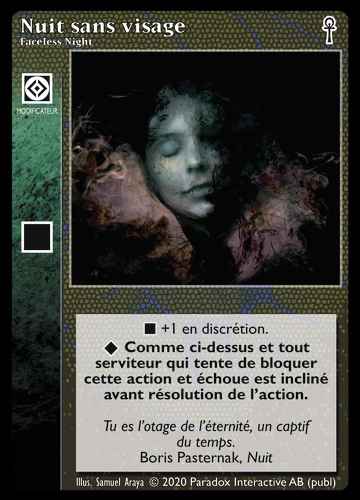 Nuit sans visage
Faceless Night
MODIFICATEUR
+1 en discrétion.
Comme ci-dessus et tout
serviteur qui tente de bloquer
cette action et échoue est incliné
avant résolution de l'action.
Tu es l'otage de l'éternité, un captif
du temps.
Boris Pasternak, Nuit
Illus. Samuel Araya © 2020 Paradox Interactive AB (publ)